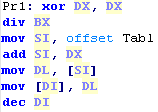 Pr1: xor DX, DX
div BX
mov SI, offset Tabl
add SI, DX
mov DL, [SI]
mov [DI], DL
dec DI